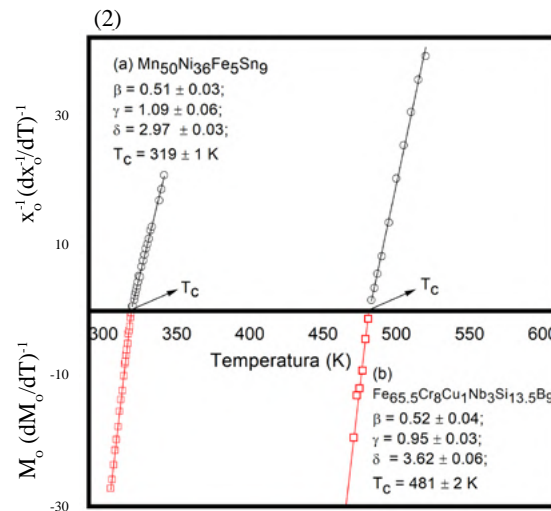 (2)
(a) Mn50Ni36Fe5Sn9
β = 0.51 ± 0.03;
γ = 1.09 ± 0.06;
δ = 2.97 ± 0.03;
TC = 319 ± 1 K
30
10
χo-1(dχo-1/dT)-1
TC
TC
300
350
400
450
500
550
600
Temperatura (K)
-10
-30
Mo (dMo/dT)-1
(b)
Fe65.5Cr8Cu1Nb3Si13.5B9
β = 0.52 ± 0.04;
γ = 0.95 ± 0.03;
δ = 3.62 ± 0.06;
TC = 481 ± 2 K